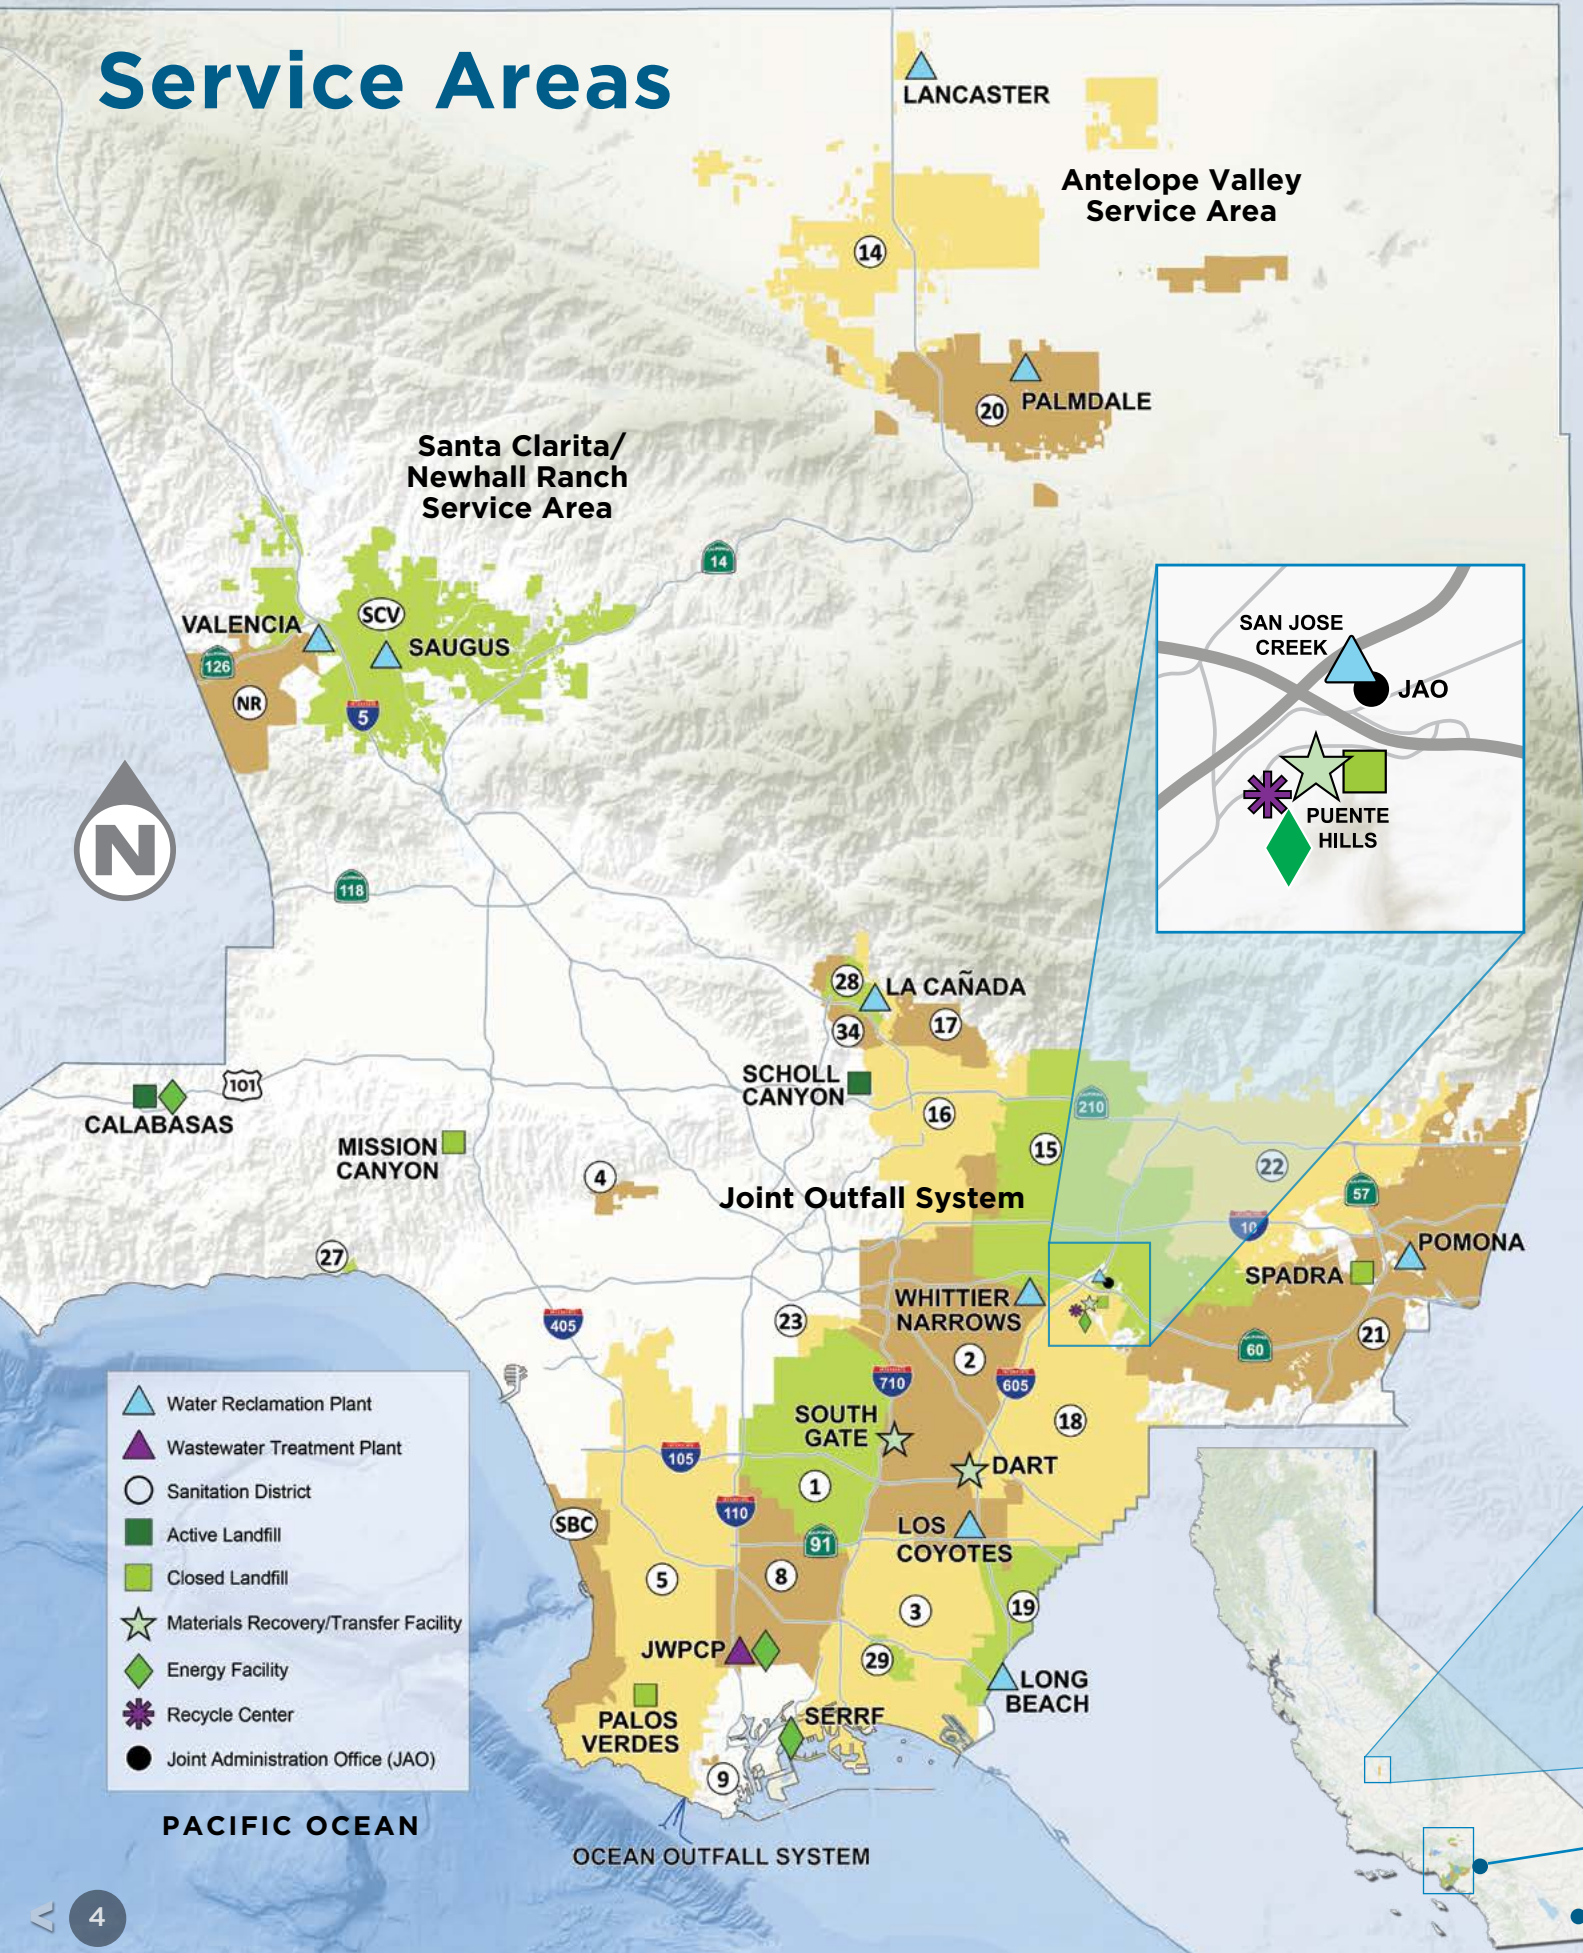 Service Areas
LANCASTER
Antelope Valley
Service Area
14
20
PALMDALE
Santa Clarita/
Newhall Ranch
Service Area
14
VALENCIA
SCV
SAUGUS
126
NR
5
N
SAN JOSE
CREEK
JAO
PUENTE
HILLS
118
28
LA CAÑADA
34
17
SCHOLL
CANYON
101
CALABASAS
MISSION
CANYON
16
210
15
4
22
57
Joint Outfall System
10
27
POMONA
SPADRA
WHITTIER
NARROWS
405
23
21
60
2
710
605
SOUTH
GATE
18
105
DART
1
110
SBC
91
LOS
COYOTES
5
8
3
19
JWPCP
29
LONG
BEACH
PALOS
VERDES
SERRF
9
Water Reclamation Plant
Wastewater Treatment Plant
Sanitation District
Active Landfill
Closed Landfill
Materials Recovery/Transfer Facility
Energy Facility
Recycle Center
Joint Administration Office (JAO)
PACIFIC OCEAN
OCEAN OUTFALL SYSTEM
< 4